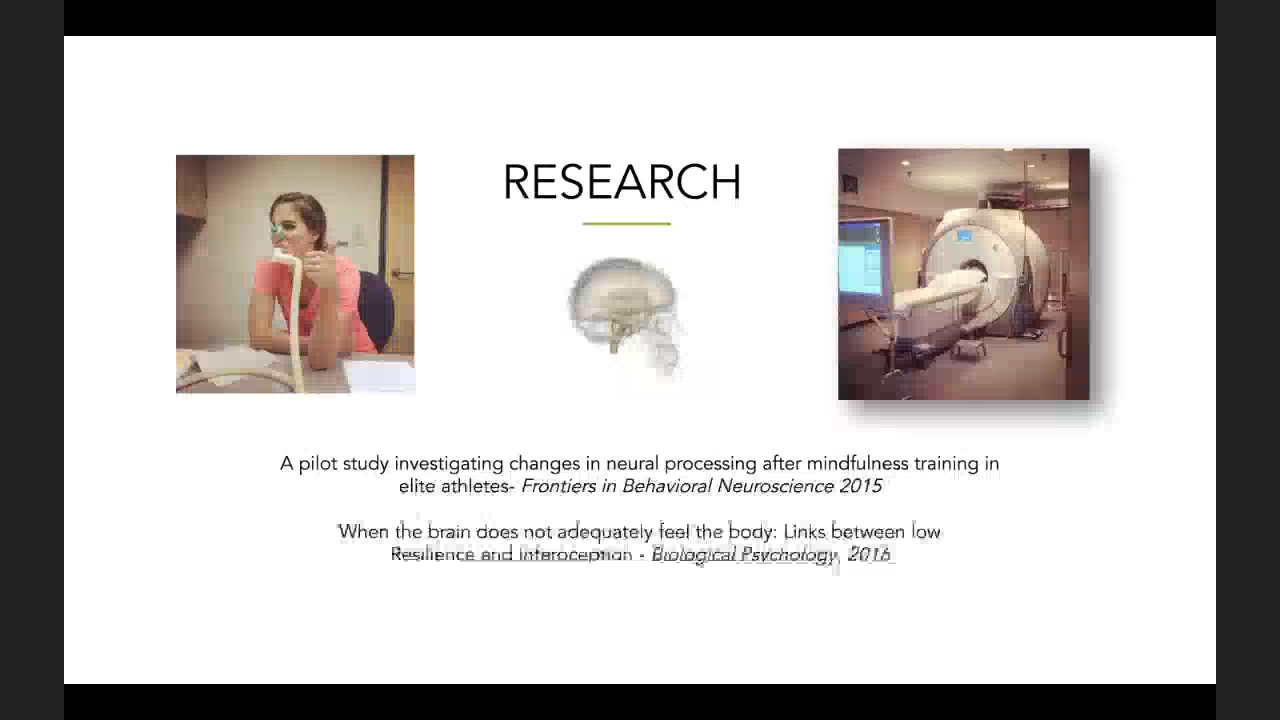 RESEARCH
A pilot study investigating changes in neural processing after mindfulness training in
elite athletes- Frontiers in Behavioral Neuroscience 2015
When the brain does not adequately feel the body: Links between low
Resilience and Interoception - Biological Psychology, 2016